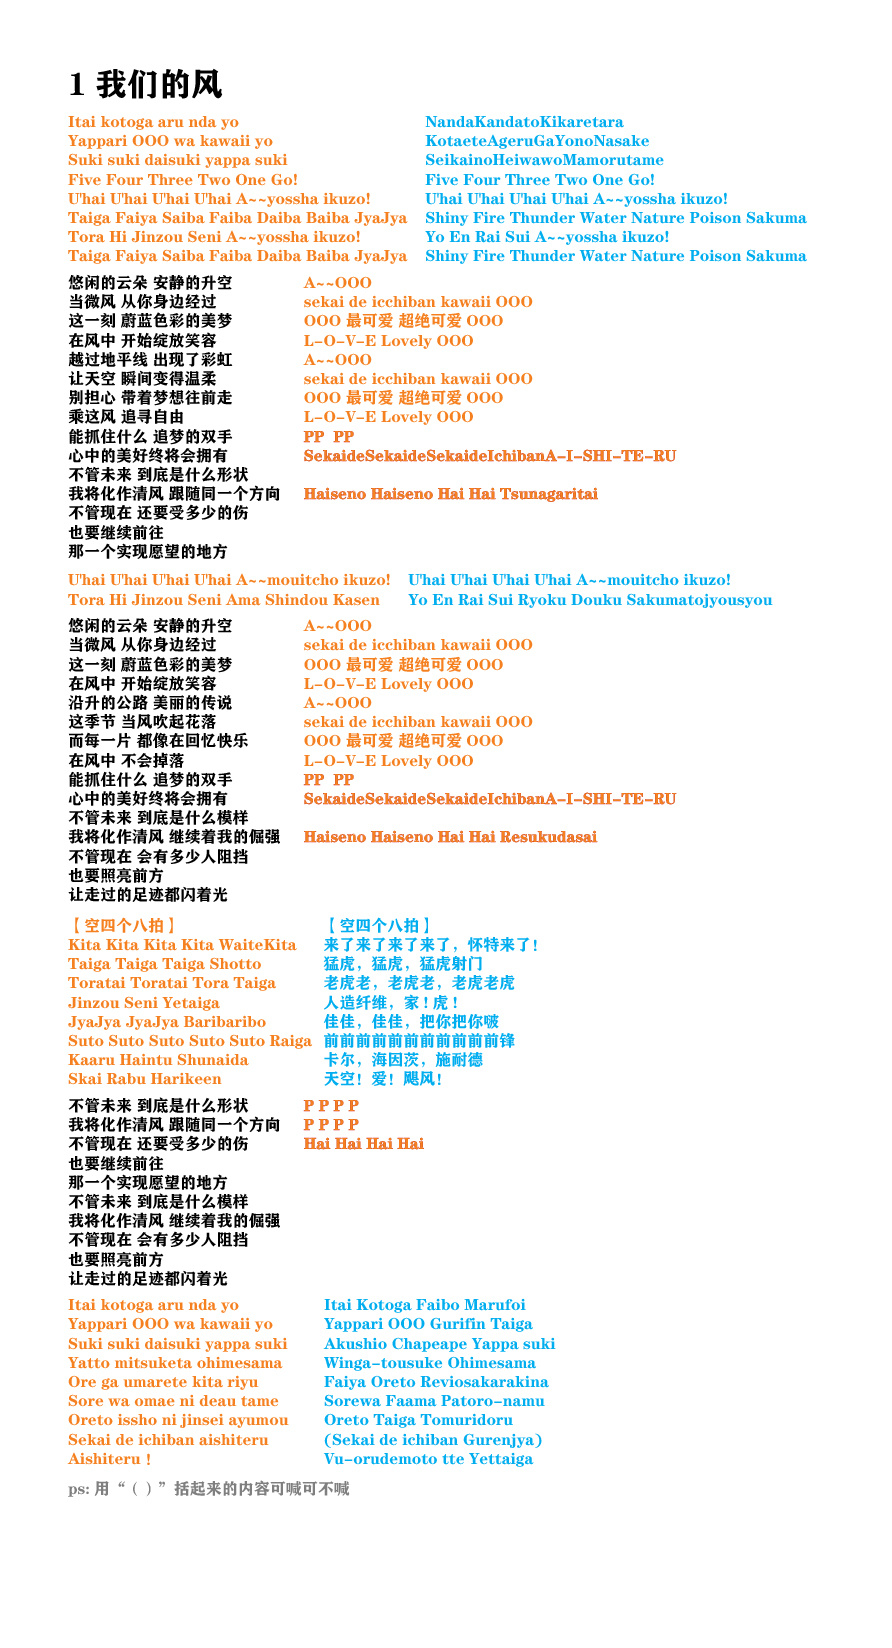 1 我们的风
Itai kotoga aru nda yo NandaKandatoKikaretara
Yappari OOO wa kawaii yo KotaeteAgeruGaYonoNasake
Suki suki daisuki yappa suki SeikainoHeiwawoMamorutame
Five Four Three Two One Go! Five Four Three Two One Go!
U'hai U'hai U'hai U'hai A~~yossha ikuzo! U'hai U'hai U'hai U'hai A~~yossha ikuzo!
Taiga Faiya Saiba Faiba Daiba Baiba JyaJya Shiny Fire Thunder Water Nature Poison Sakuma
Tora Hi Jinzou Seni A~~yossha ikuzo! Yo En Rai Sui A~~yossha ikuzo!
Taiga Faiya Saiba Faiba Daiba Baiba JyaJya Shiny Fire Thunder Water Nature Poison Sakuma
悠闲的云朵 安静的升空 A~~OOO
当微风 从你身边经过 sekai de icchiban kawaii OOO
这一刻 蔚蓝色彩的美梦 OOO 最可爱 超绝可爱 OOO
在风中 开始绽放笑容 L-O-V-E Lovely OOO
越过地平线 出现了彩虹 A~~OOO
让天空 瞬间变得温柔 sekai de icchiban kawaii OOO
别担心 带着梦想往前走 OOO 最可爱 超绝可爱 OOO
乘这风 追寻自由 L-O-V-E Lovely OOO
能抓住什么 追梦的双手 PP PP
心中的美好终将会拥有 SekaideSekaideSekaideIchibanA-I-SHI-TE-RU
不管未来 到底是什么形状
我将化作清风 跟随同一个方向 Haiseno Haiseno Hai Hai Tsunagaritai
不管现在 还要受多少的伤
也要继续前往
那一个实现愿望的地方
U'hai U'hai U'hai U'hai A~~mouitcho ikuzo! U'hai U'hai U'hai U'hai A~~mouitcho ikuzo!
Tora Hi Jinzou Seni Ama Shindou Kasen Yo En Rai Sui Ryoku Douku Sakumatojyousyou
悠闲的云朵 安静的升空 A~~OOO
当微风 从你身边经过 sekai de icchiban kawaii OOO
这一刻 蔚蓝色彩的美梦 OOO 最可爱 超绝可爱 OOO
在风中 开始绽放笑容 L-O-V-E Lovely OOO
沿升的公路 美丽的传说 A~~OOO
这季节 当风吹起花落 sekai de icchiban kawaii OOO
而每一片 都像在回忆快乐 OOO 最可爱 超绝可爱 OOO
在风中 不会掉落 L-O-V-E Lovely OOO
能抓住什么 追梦的双手 PP PP
心中的美好终将会拥有 SekaideSekaideSekaideIchibanA-I-SHI-TE-RU
不管未来 到底是什么模样
我将化作清风 继续着我的倔强 Haiseno Haiseno Hai Hai Resukudasai
不管现在 会有多少人阻挡
也要照亮前方
让走过的足迹都闪着光
【空四个八拍】 【空四个八拍】
Kita Kita Kita Kita WaiteKita 来了来了来了来了，怀特来了！
Taiga Taiga Taiga Shotto 猛虎，猛虎，猛虎射门
Toratai Toratai Tora Taiga 老虎老，老虎老，老虎老虎
Jinzou Seni Yetaiga 人造纤维，家！虎！
JyaJya JyaJya Baribaribo 佳佳，佳佳，把你把你啵
Suto Suto Suto Suto Suto Raiga 前前前前前前前前前前前锋
Kaaru Haintu Shunaida 卡尔，海因茨，施耐德
Skai Rabu Harikeen 天空！爱！飓风！
不管未来 到底是什么形状 P P P P
我将化作清风 跟随同一个方向 P P P P
不管现在 还要受多少的伤 Hai Hai Hai Hai
也要继续前往
那一个实现愿望的地方
不管未来 到底是什么模样
我将化作清风 继续着我的倔强
不管现在 会有多少人阻挡
也要照亮前方
让走过的足迹都闪着光
Itai kotoga aru nda yo Itai Kotoga Faibo Marufoi
Yappari OOO wa kawaii yo Yappari OOO Gurifin Taiga
Suki suki daisuki yappa suki Akushio Chapeape Yappa suki
Yatto mitsuketa ohimesama Winga-tousuke Ohimesama
Ore ga umarete kita riyu Faiya Oreto Reviosakarakina
Sore wa omae ni deau tame Sorewa Faama Patoro-namu
Oreto issho ni jinsei ayumou Oreto Taiga Tomuridoru
Sekai de ichiban aishiteru (Sekai de ichiban Gurenjya)
Aishiteru！ Vu-orudemoto tte Yettaiga
ps: 用“（ ）”括起来的内容可喊可不喊